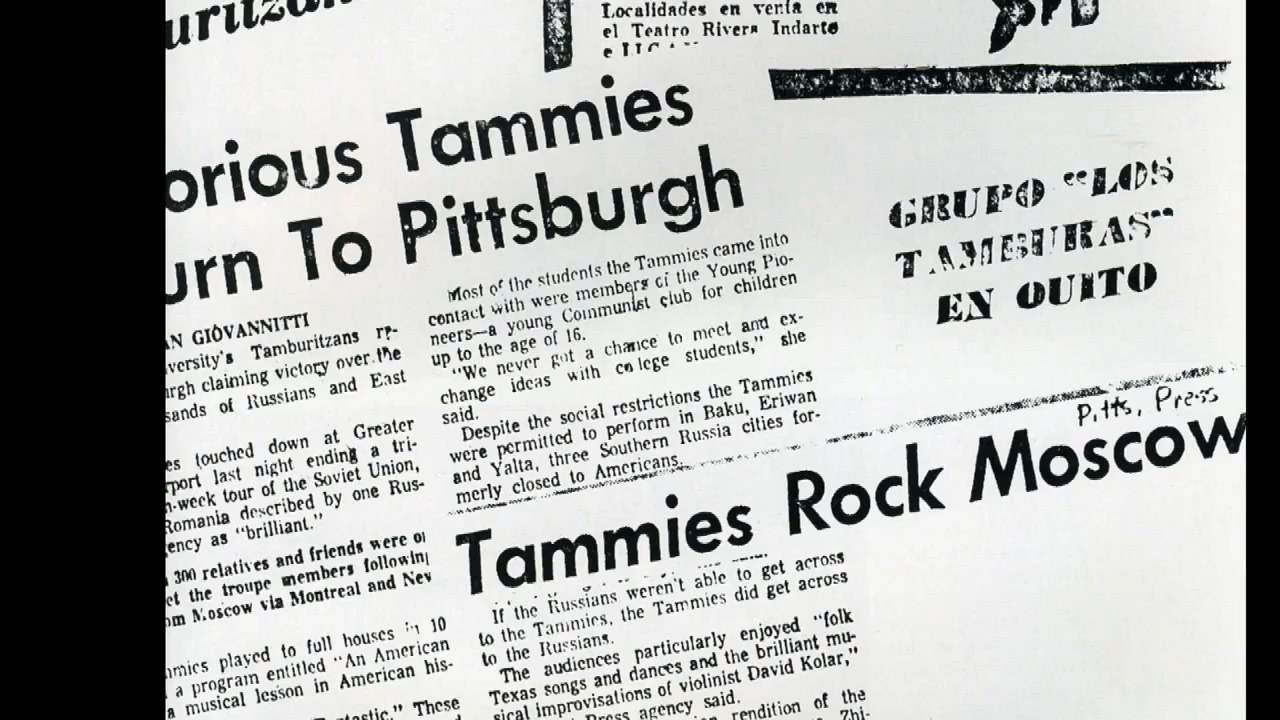 Localidades en venta en
el Teatro Rivera Indarte
orious Tammies
urn To Pittsburgh
AN GIOVANNITTI
versity's Tamburitzans re-
urgh claiming victory over the
sands of Russians and East
es touched down at Greater
port last night ending a tri-
n-week tour of the Soviet Union,
Romania described by one Rus-
ency as "brilliant."
300 relatives and friends were on
et the troupe members following
om Moscow via Montreal and New
mmies played to full houses in 10
a program entitled "An American
a musical lesson in American his-
tastic." These
Most of the students the Tammies came into
contact with were members of the Young Pio-
neers—a young Communist club for children
up to the age of 16.
"We never got a chance to meet and ex-
change ideas with college students," she
said.
Despite the social restrictions the Tammies
were permitted to perform in Baku, Eriwan
and Yalta, three Southern Russia cities for-
merly closed to Americans.
GRUPO "LOS
TAMBURAS"
EN QUITO
Pitts, Press
Tammies Rock Moscow
If the Russians weren't able to get across
to the Tammies, the Tammies did get across
to the Russians.
The audiences particularly enjoyed "folk
Texas songs and dances and the brilliant mu-
sical improvisations of violinist David Kolar,"
Press agency said.
rendition of the
Zhi-